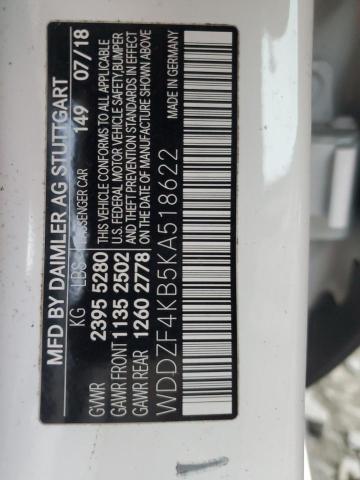 MFD BY DAIMLER AG STUTTGART
KG LBS PASSENGER CAR 149 07/18
GVWR 2395 5280
GAWR FRONT 1135 2502
GAWR REAR 1260 2778
THIS VEHICLE CONFORMS TO ALL APPLICABLE
U.S. FEDERAL MOTOR VEHICLE SAFETY, BUMPER
AND THEFT PREVENTION STANDARDS IN EFFECT
ON THE DATE OF MANUFACTURE SHOWN ABOVE
MADE IN GERMANY
WDDZF4KB5KA518622